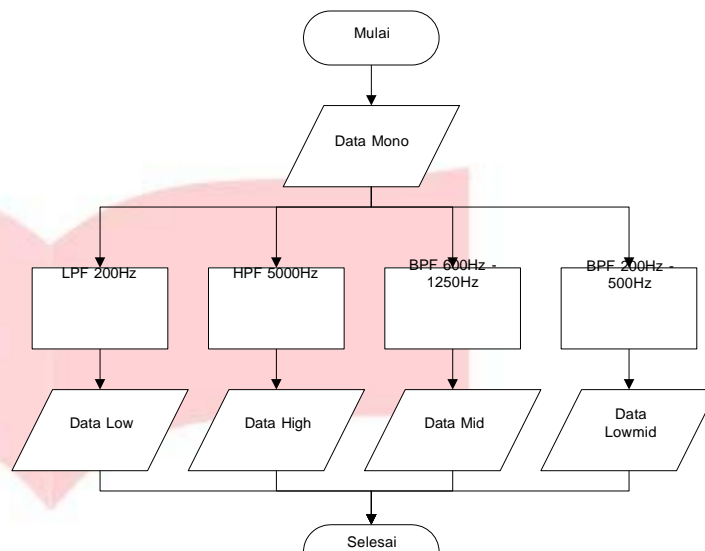 Mulai
Data Mono
LPF 200Hz
HPF 5000Hz
BPF 600Hz -
1250Hz
BPF 200Hz -
500Hz
Data Low
Data High
Data Mid
Data
Lowmid
Selesai